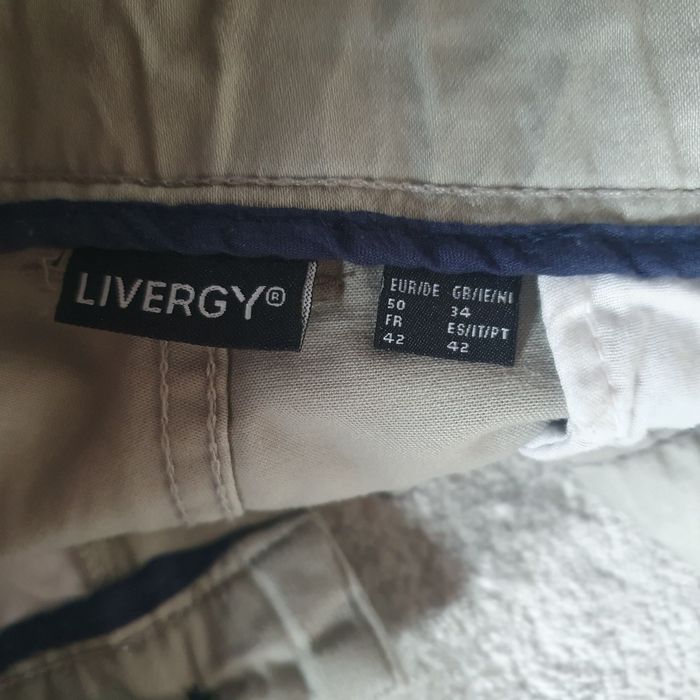 LIVERGY®
EUR/DE GB/IE/NI
50 34
FR ES/IT/PT
42 42